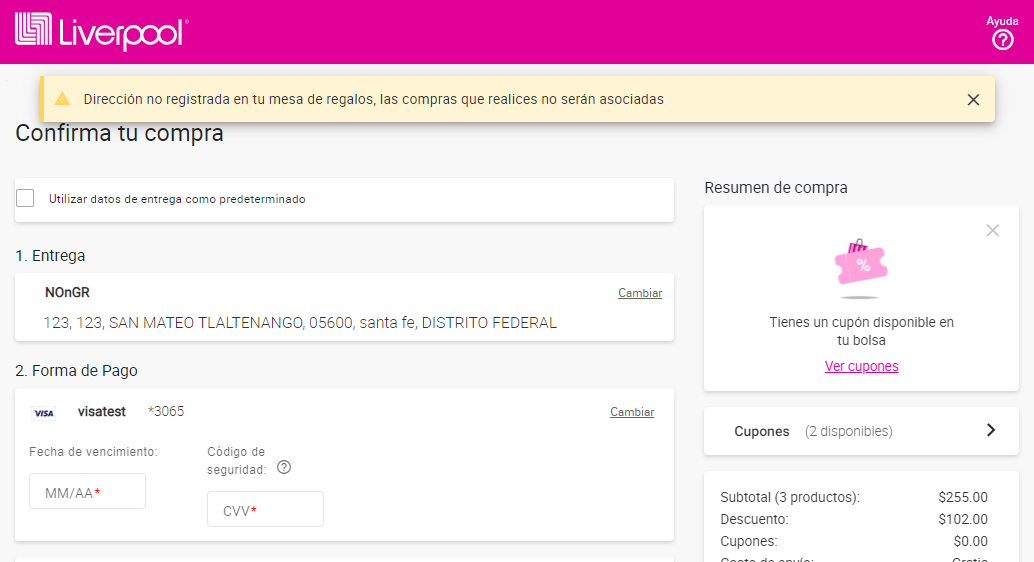 Liverpool
Ayuda
Dirección no registrada en tu mesa de regalos, las compras que realices no serán asociadas
Confirma tu compra
Utilizar datos de entrega como predeterminado
1. Entrega
NOnGR
Cambiar
123, 123, SAN MATEO TLALTENANGO, 05600, santa fe, DISTRITO FEDERAL
2. Forma de Pago
VISA visatest *3065
Cambiar
Fecha de vencimiento:
MM/AA*
Código de
seguridad:
CVV*
Resumen de compra
%
Tienes un cupón disponible en
tu bolsa
Ver cupones
Cupones (2 disponibles)
Subtotal (3 productos): $255.00
Descuento: $102.00
Cupones: $0.00
Costo de envío: Gratis